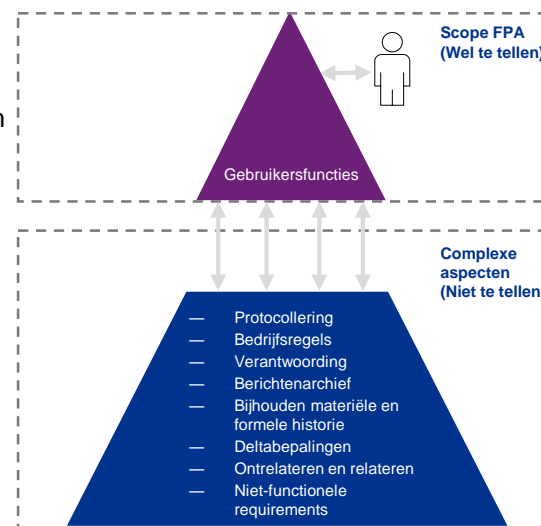 Scope FPA
(Wel te tellen)
n
Gebruikersfuncties
Complexe
aspecten
(Niet te tellen
— Protocollering
— Bedrijfsregels
— Verantwoording
— Berichtenarchief
— Bijhouden materiële en
formele historie
— Deltabepalingen
— Ontrelateren en relateren
— Niet-functionele
requirements